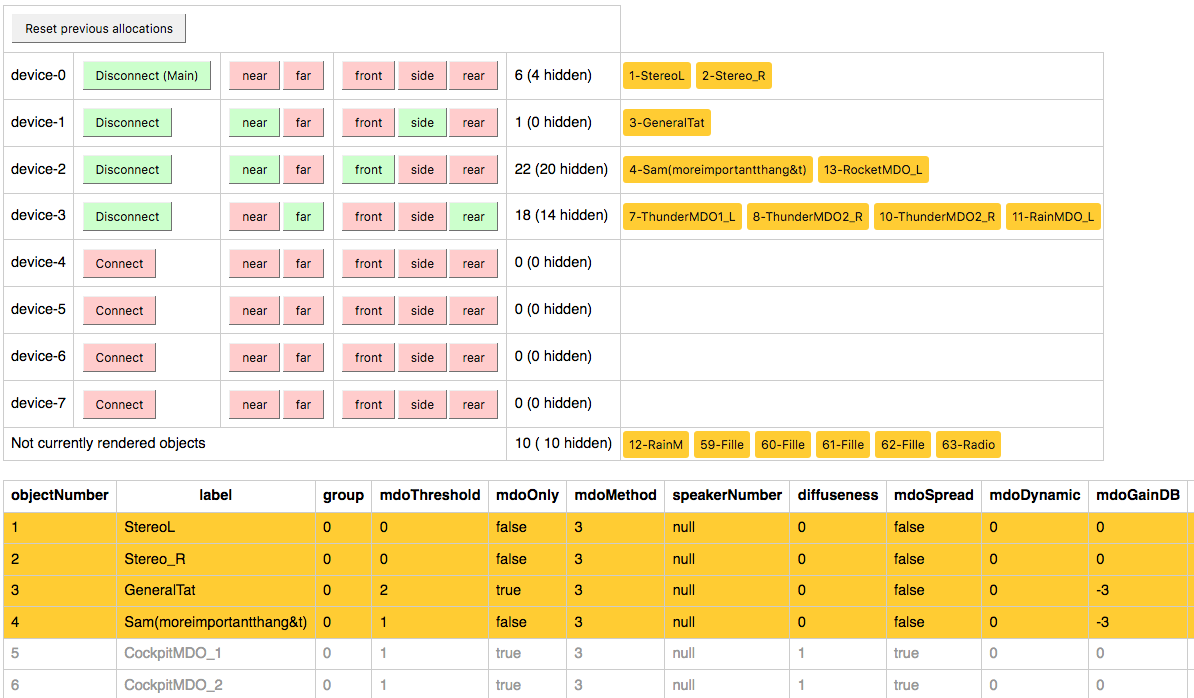 Reset previous allocations
device-0 Disconnect (Main) near far front side rear 6 (4 hidden) 1-StereoL 2-Stereo_R
device-1 Disconnect near far front side rear 1 (0 hidden) 3-GeneralTat
device-2 Disconnect near far front side rear 22 (20 hidden) 4-Sam(moreimportantthang&t) 13-RocketMDO_L
device-3 Disconnect near far front side rear 18 (14 hidden) 7-ThunderMDO1_L 8-ThunderMDO2_R 10-ThunderMDO2_R 11-RainMDO_L
device-4 Connect near far front side rear 0 (0 hidden)
device-5 Connect near far front side rear 0 (0 hidden)
device-6 Connect near far front side rear 0 (0 hidden)
device-7 Connect near far front side rear 0 (0 hidden)
Not currently rendered objects 10 ( 10 hidden) 12-RainM 59-Fille 60-Fille 61-Fille 62-Fille 63-Radio
objectNumber label group mdoThreshold mdoOnly mdoMethod speakerNumber diffuseness mdoSpread mdoDynamic mdoGainDB
1 StereoL 0 0 false 3 null 0 false 0 0
2 Stereo_R 0 0 false 3 null 0 false 0 0
3 GeneralTat 0 2 true 3 null 0 false 0 -3
4 Sam(moreimportantthang&t) 0 1 false 3 null 0 false 0 -3
5 CockpitMDO_1 0 1 true 3 null 1 true 0 0
6 CockpitMDO_2 0 1 true 3 null 1 true 0 0